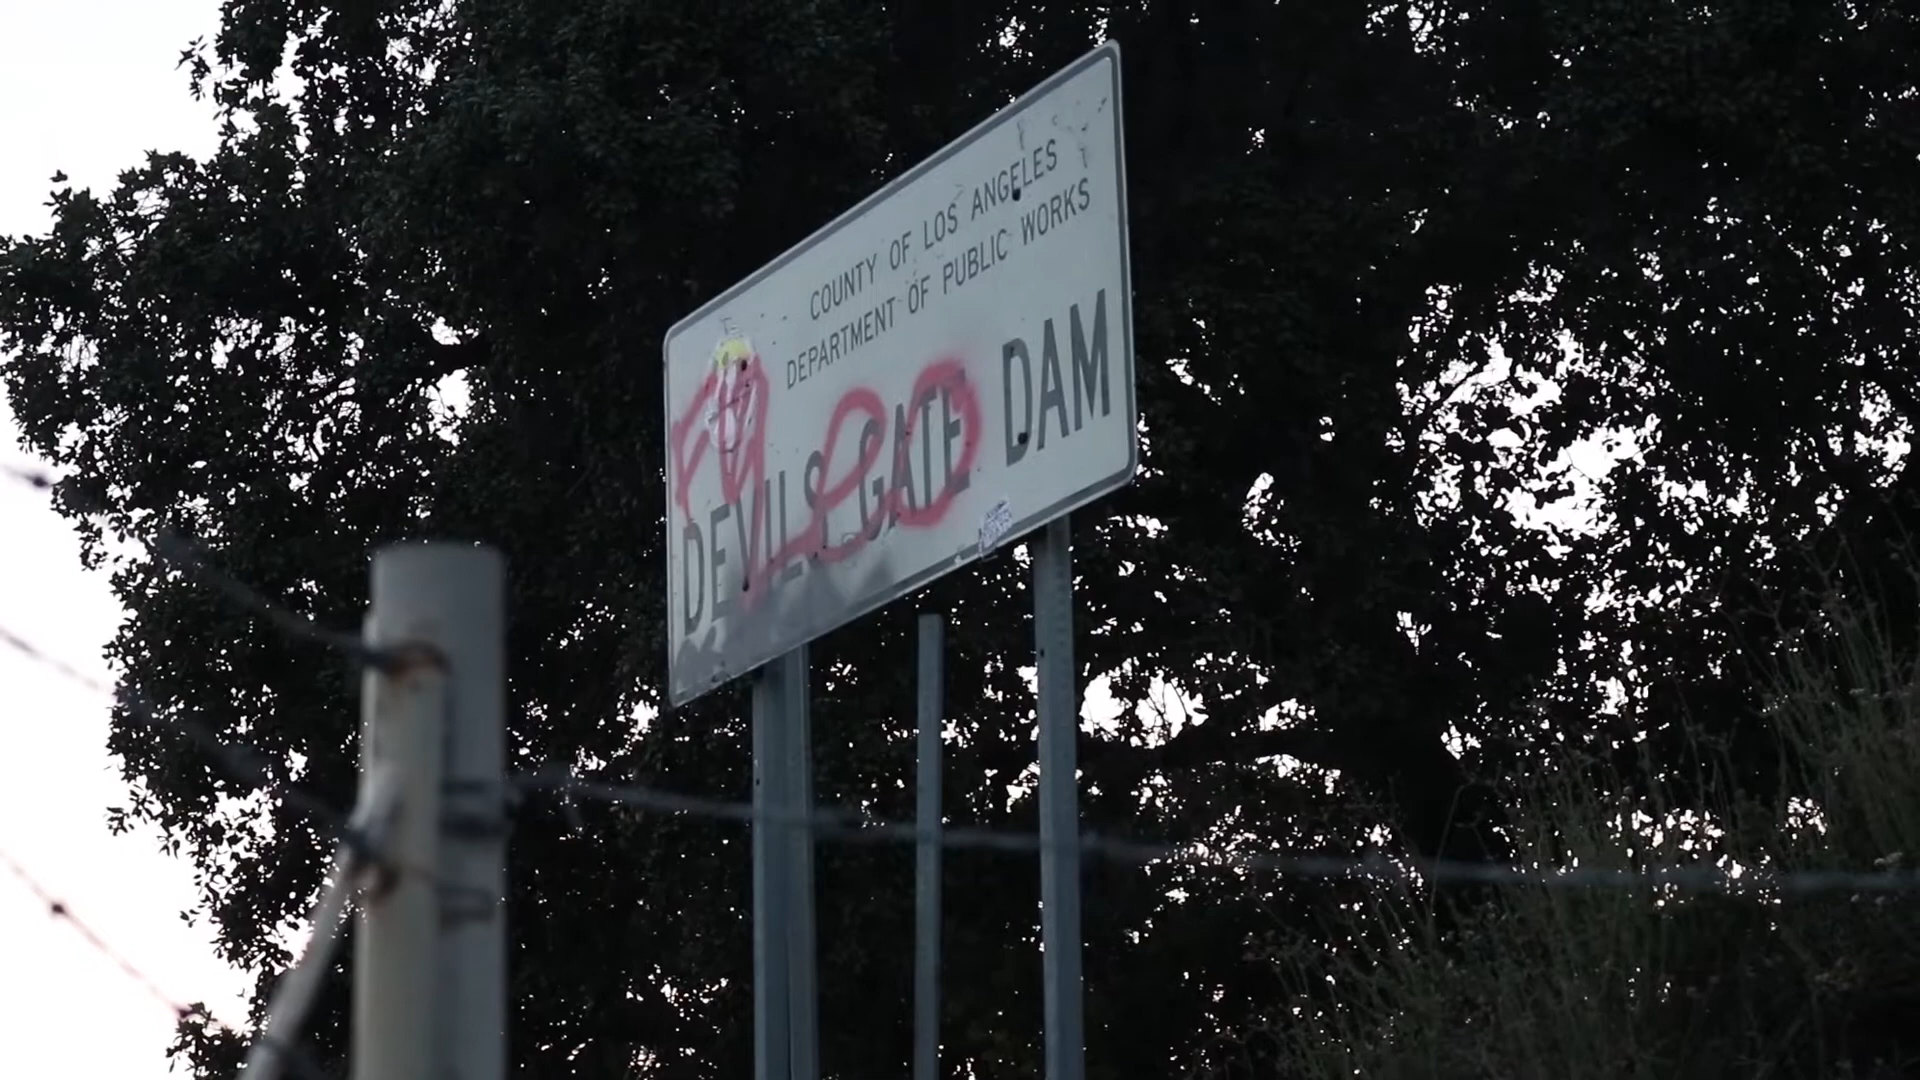 COUNTY OF LOS ANGELES
DEPARTMENT OF PUBLIC WORKS
DEVILS GATE DAM